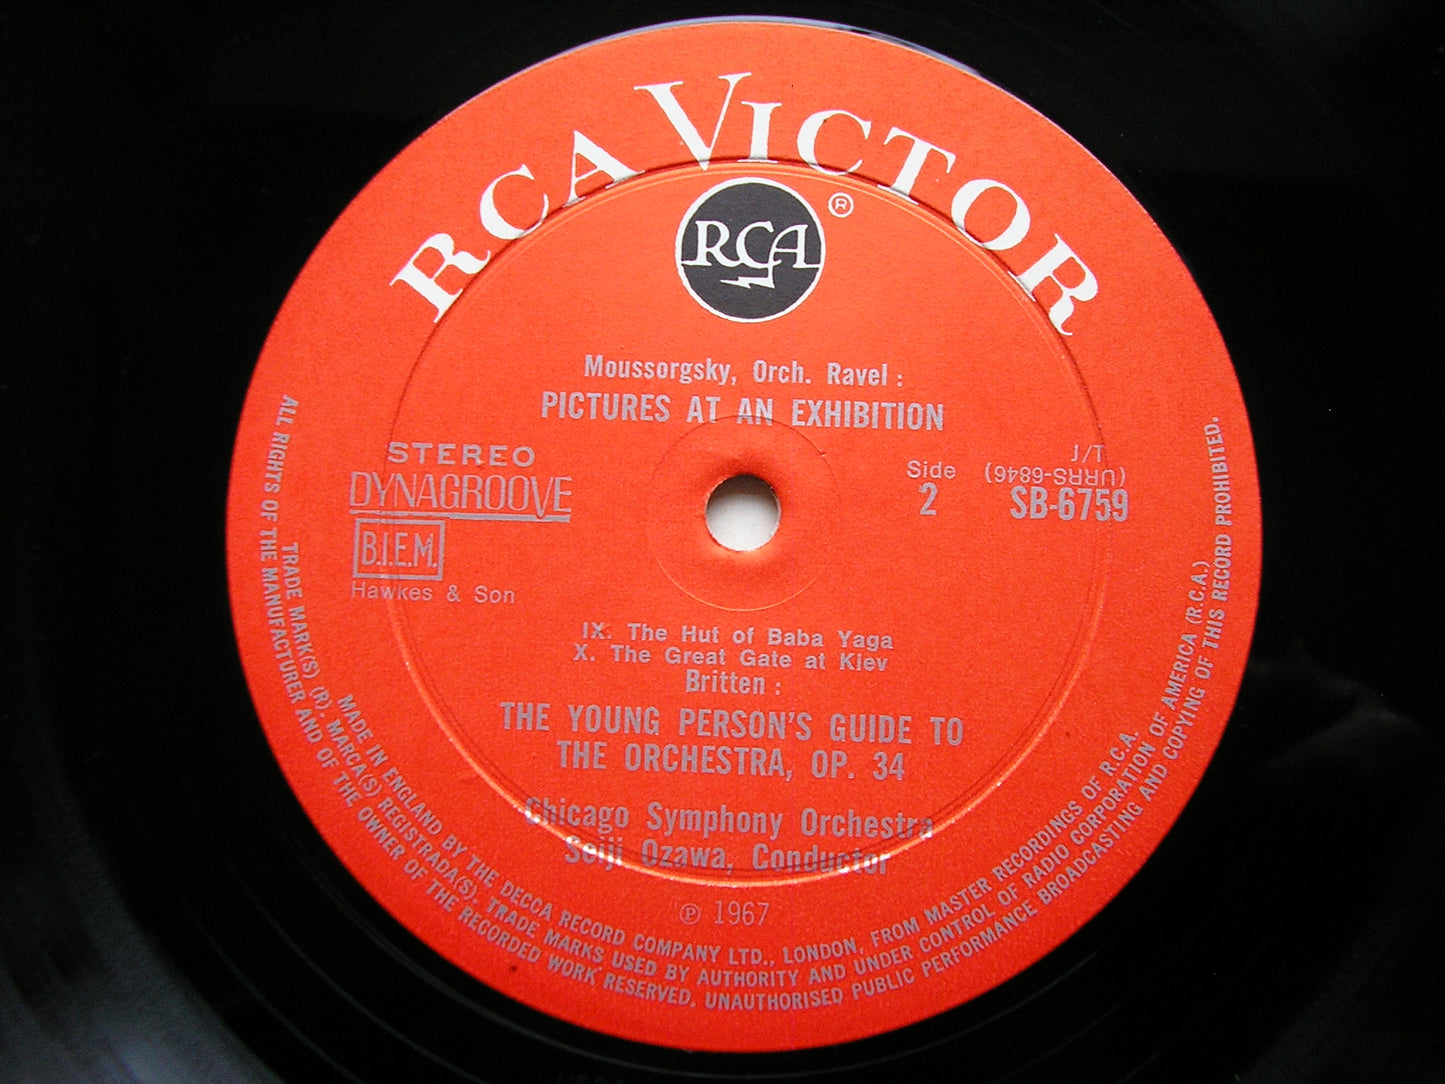 RCA VICTOR
RCA
®
Moussorgsky, Orch. Ravel :
PICTURES AT AN EXHIBITION
STEREO
DYNAGROOVE
B.I.E.M.
Hawkes & Son
Side
2
J/T
(URRS-6846)
SB-6759
IX. The Hut of Baba Yaga
X. The Great Gate at Kiev
Britten :
THE YOUNG PERSON'S GUIDE TO
THE ORCHESTRA, OP. 34
Chicago Symphony Orchestra
Seiji Ozawa, Conductor
℗ 1967
MADE IN ENGLAND BY THE DECCA RECORD COMPANY LTD., LONDON, FROM MASTER RECORDINGS OF R.C.A.
TRADE MARK(S) (R) MARCA(S) REGISTRADA(S). TRADE MARKS USED BY AUTHORITY AND UNDER CONTROL OF RADIO CORPORATION OF AMERICA (R.C.A.)
ALL RIGHTS OF THE MANUFACTURER AND OF THE OWNER OF THE RECORDED WORK RESERVED. UNAUTHORISED PUBLIC PERFORMANCE BROADCASTING AND COPYING OF THIS RECORD PROHIBITED.